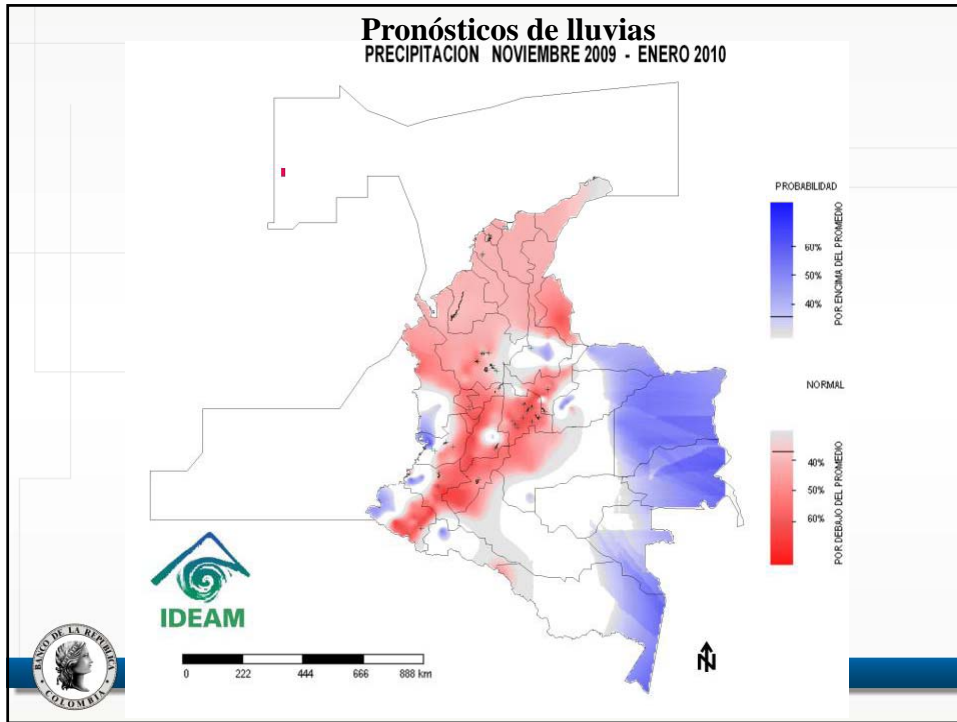 Pronósticos de lluvias
PRECIPITACION NOVIEMBRE 2009 - ENERO 2010
PROBABILIDAD
60%
50%
40%
POR ENCIMA DEL PROMEDIO
NORMAL
40%
50%
60%
POR DEBAJO DEL PROMEDIO
IDEAM
BANCO DE LA REPUBLICA
COLOMBIA
0 222 444 666 888 km
N